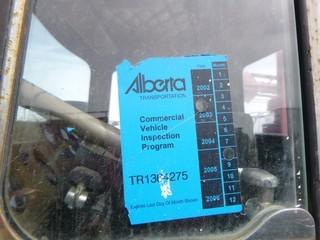 Alberta
TRANSPORTATION
Commercial
Vehicle
Inspection
Program
TR1364275
Expires Last Day Of Month Shown
Year Month
2002
2003
2004
2005
2006
1
2
3
4
5
6
7
9
10
11
12